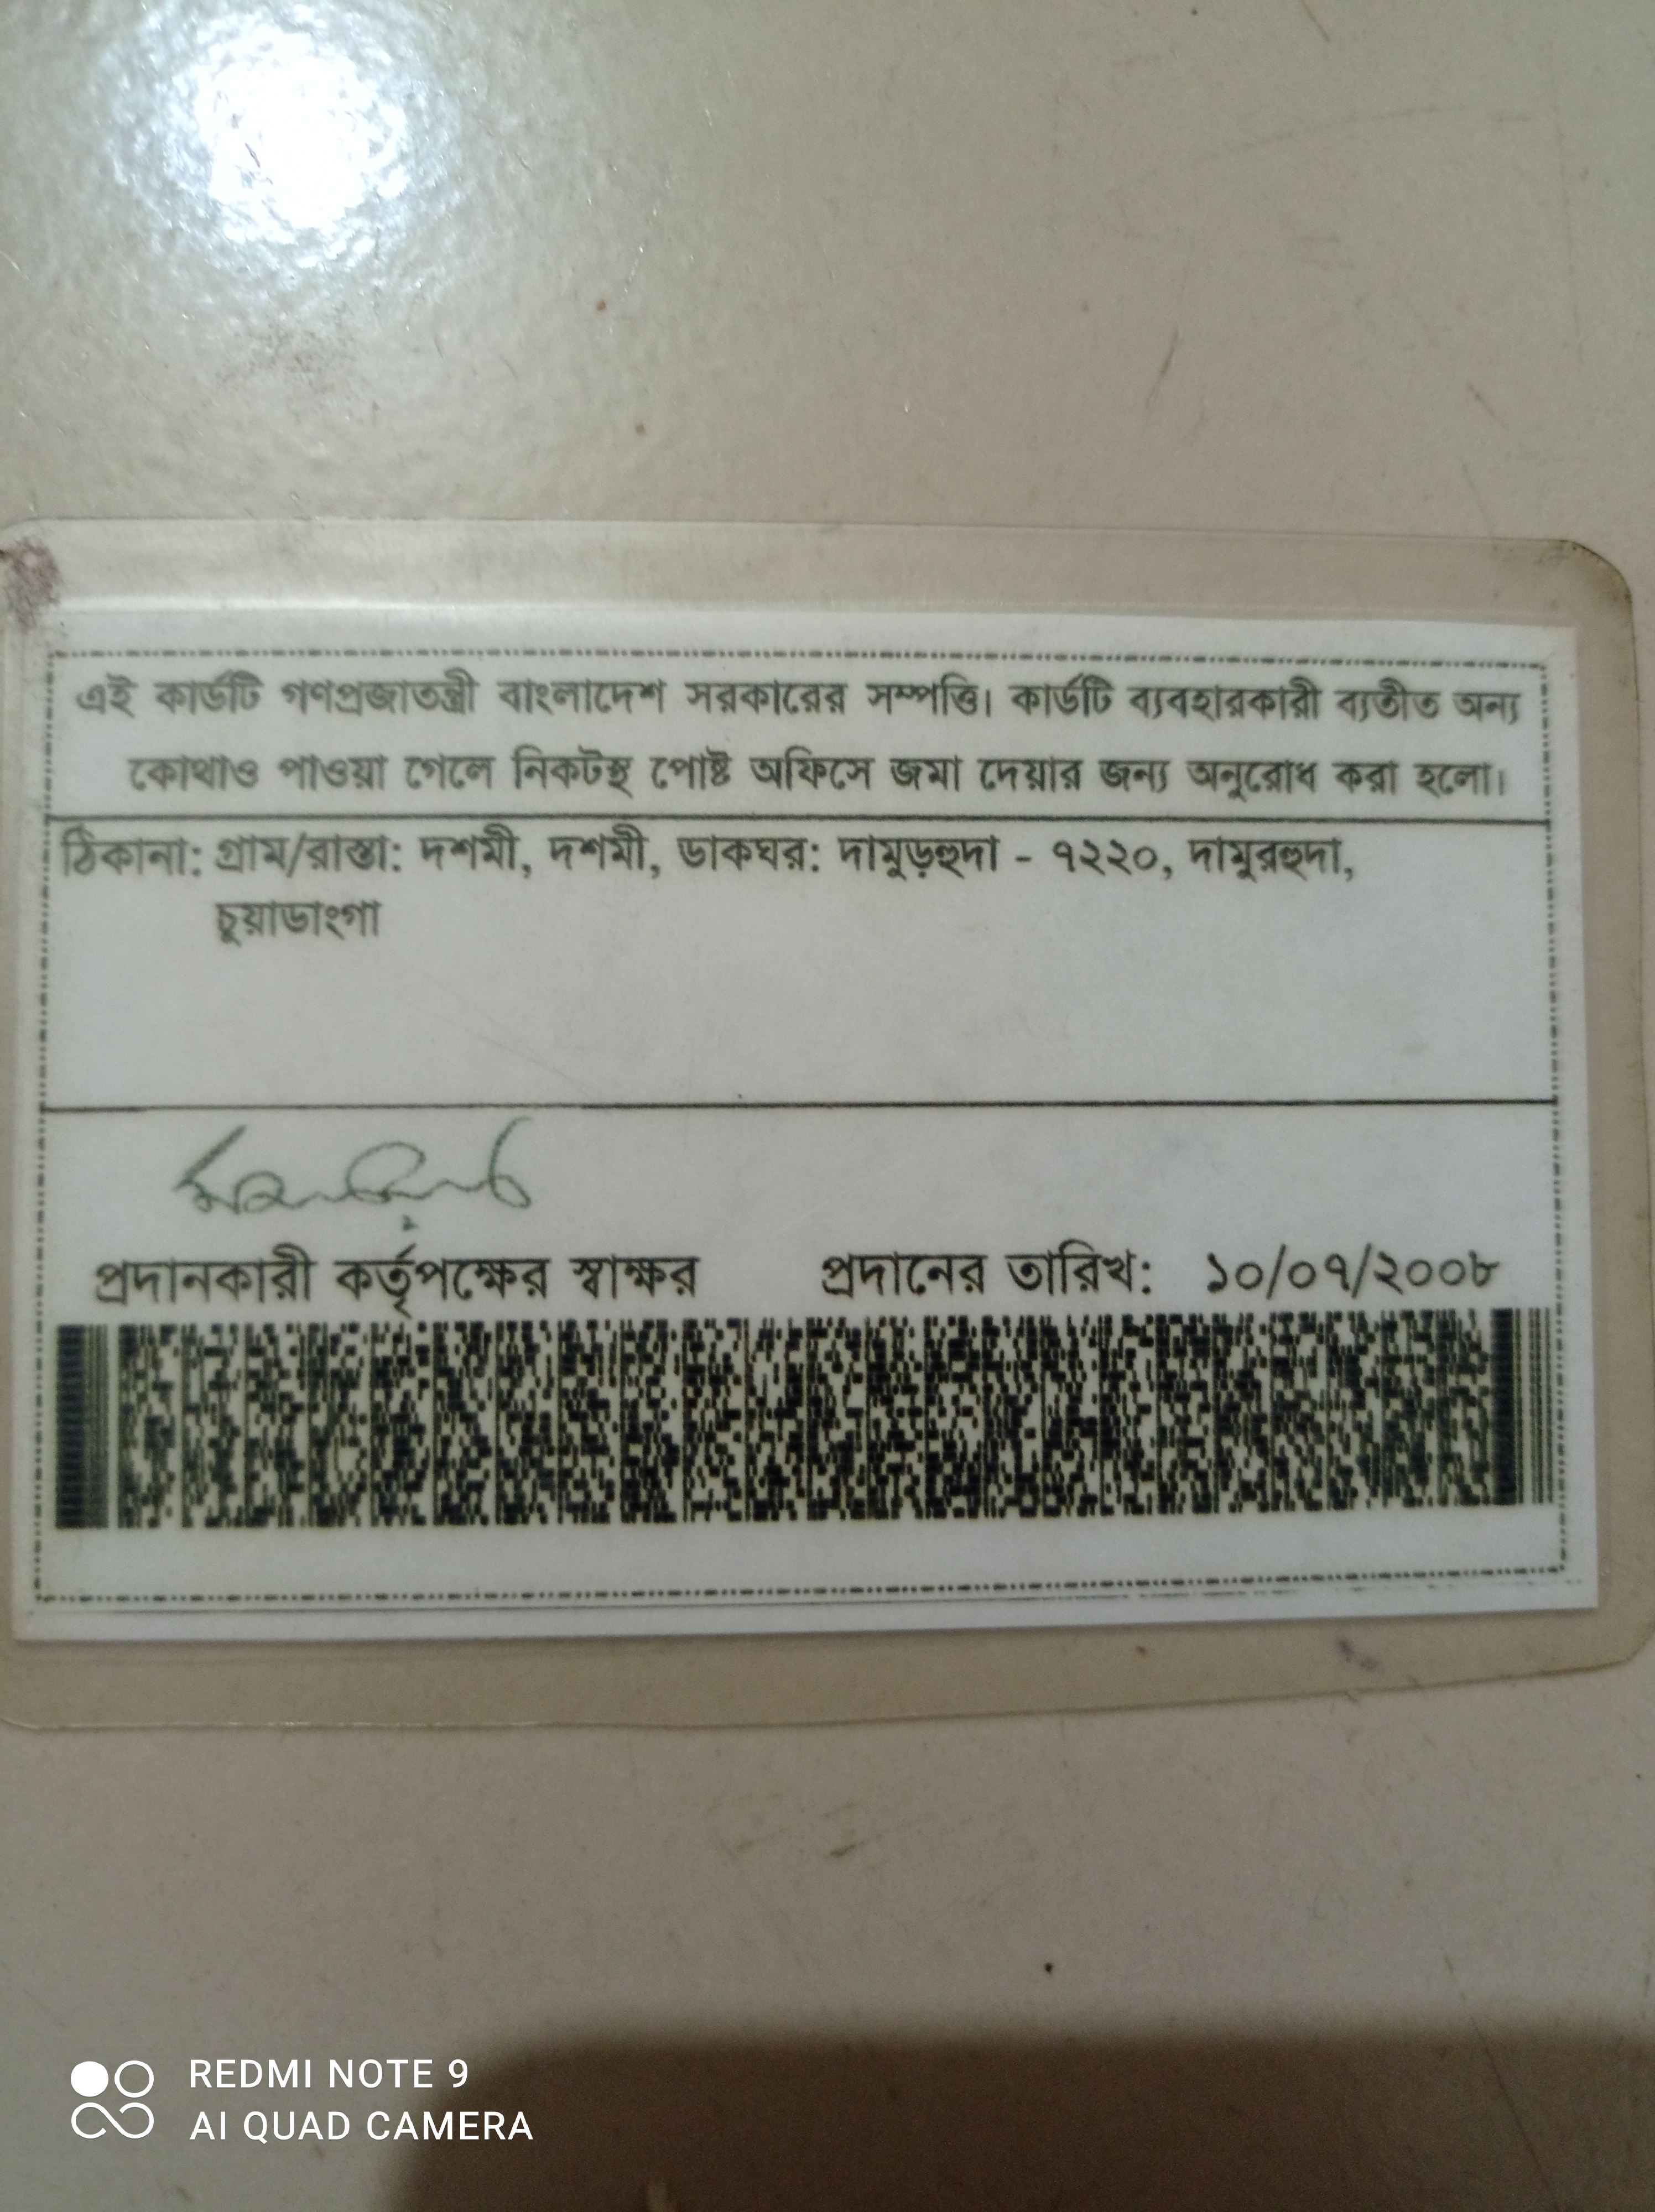 এই কার্ডটি গণপ্রজাতন্ত্রী বাংলাদেশ সরকারের সম্পত্তি। কার্ডটি ব্যবহারকারী ব্যতীত অন্য
কোথাও পাওয়া গেলে নিকটস্থ পোষ্ট অফিসে জমা দেয়ার জন্য অনুরোধ করা হলো।
ঠিকানা: গ্রাম/রাস্তা: দশমী, দশমী, ডাকঘর: দামুড়হুদা - ৭২২০, দামুরহুদা,
চুয়াডাংগা
প্রদানকারী কর্তৃপক্ষের স্বাক্ষর প্রদানের তারিখ: ১০/০৭/২০০৮
REDMI NOTE 9
AI QUAD CAMERA